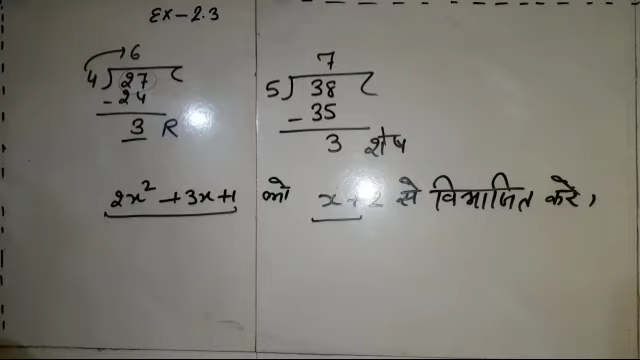 Ex-2.3
6
4) 27 (
-24
3 R
7
5) 38 (
-35
3 शेष
2x² +3x+1 को x+2 से विभाजित करे,